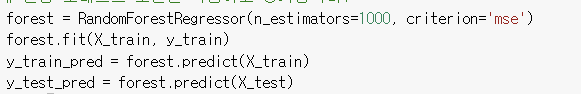 forest = RandomForestRegressor(n_estimators=1000, criterion='mse')
forest.fit(X_train, y_train)
y_train_pred = forest.predict(X_train)
y_test_pred = forest.predict(X_test)